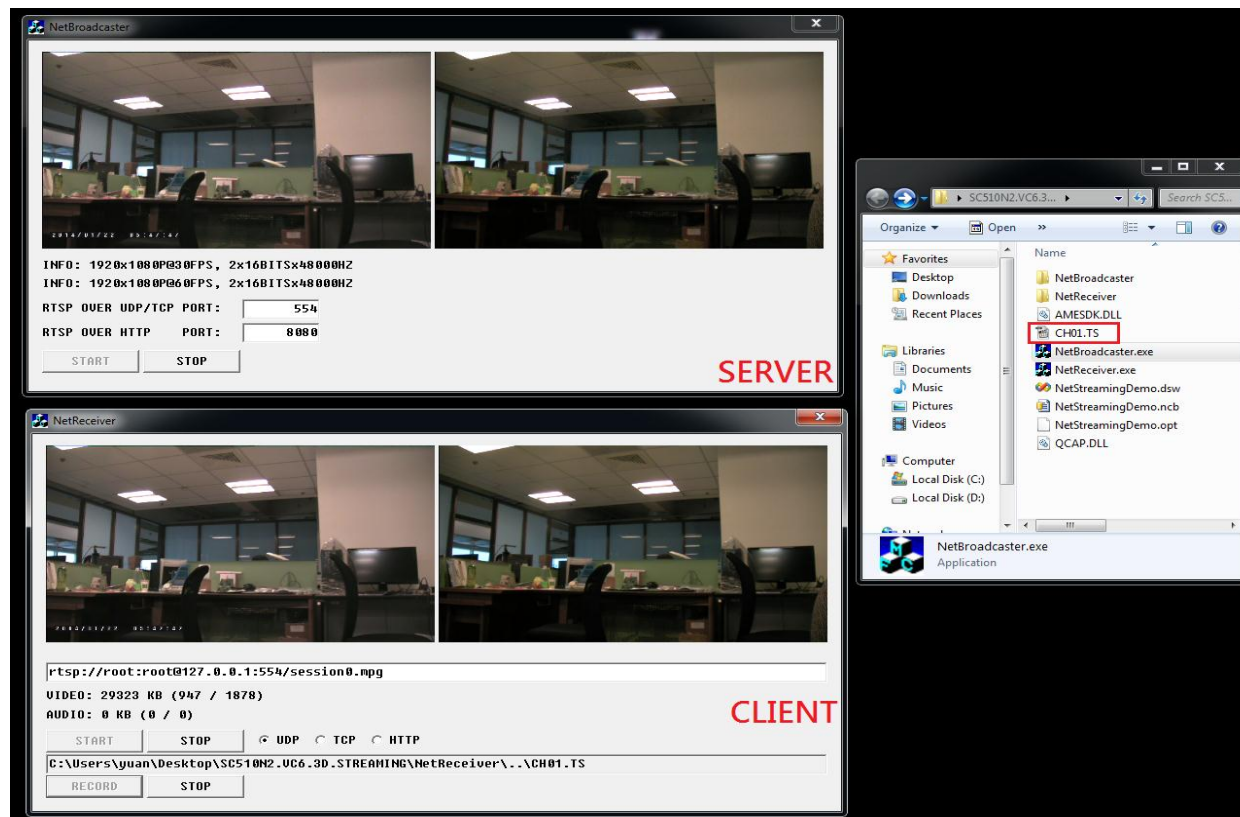 NetBroadcaster
INFO: 1920x1080P@30FPS, 2x16BITSx48000HZ
INFO: 1920x1080P@60FPS, 2x16BITSx48000HZ
RTSP OVER UDP/TCP PORT: 554
RTSP OVER HTTP PORT: 8080
START STOP
SERVER
NetReceiver
rtsp://root:root@127.0.0.1:554/session0.mpg
VIDEO: 29323 KB (947 / 1878)
AUDIO: 0 KB (0 / 0)
CLIENT
START STOP UDP TCP HTTP
C:\Users\yuan\Desktop\SC510N2.VC6.3D.STREAMING\NetReceiver\..\CH01.TS
RECORD STOP
SC510N2.VC6.3... Search SC5...
Organize Open »
Favorites
Desktop
Downloads
Recent Places
Libraries
Documents
Music
Pictures
Videos
Computer
Local Disk (C:)
Local Disk (D:)
Name
NetBroadcaster
NetReceiver
AMESDK.DLL
CH01.TS
NetBroadcaster.exe
NetReceiver.exe
NetStreamingDemo.dsw
NetStreamingDemo.ncb
NetStreamingDemo.opt
QCAP.DLL
NetBroadcaster.exe
Application